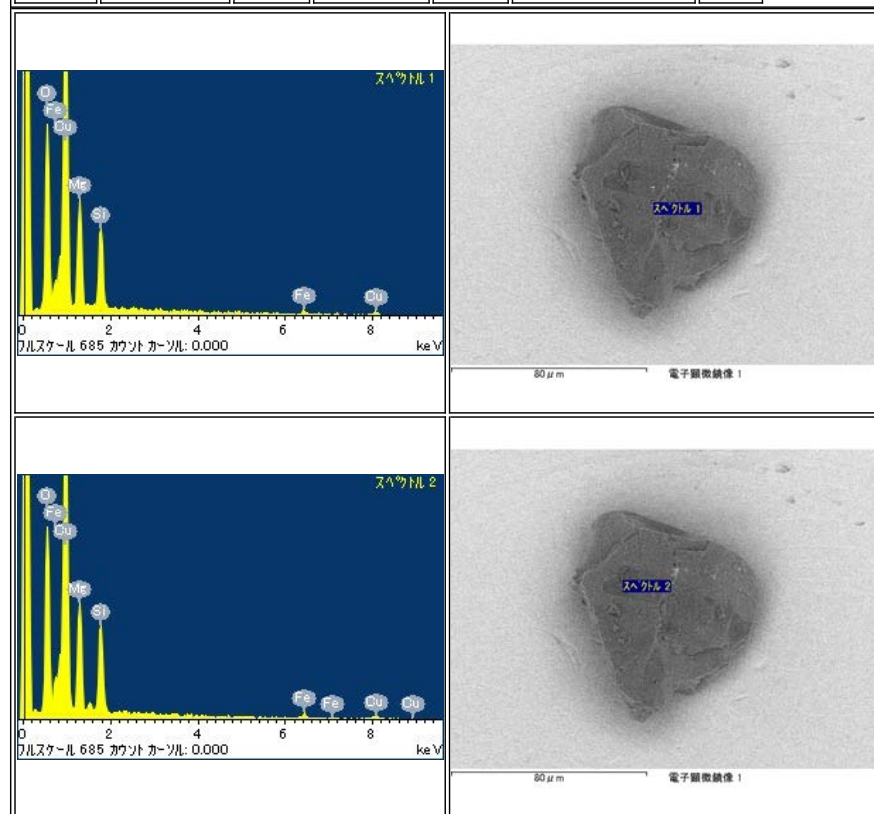 スペクトル 1
O
Fe
Cu
Mg
Si
Fe
Cu
0 2 4 6 8
フルスケール 685 カウント カーソル: 0.000 keV
スペクトル 1
80μm 電子顕微鏡像 1
スペクトル 2
O
Fe
Cu
Mg
Si
Fe
Fe
Cu
Cu
0 2 4 6 8
フルスケール 685 カウント カーソル: 0.000 keV
スペクトル 2
80μm 電子顕微鏡像 1